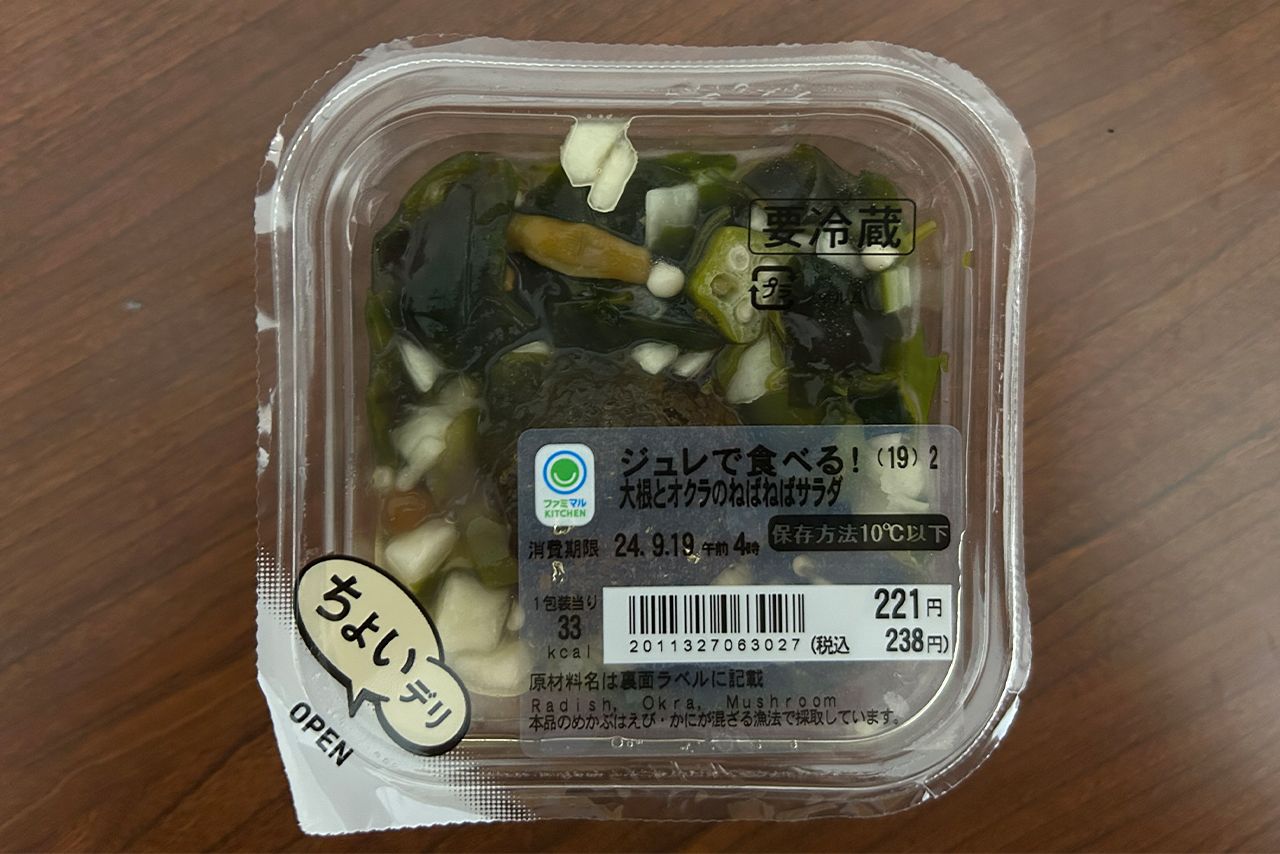 要冷蔵
プラ
ファミマル
KITCHEN
ジュレで食べる!(19)2
大根とオクラのねばねばサラダ
保存方法10℃以下
消費期限 24.9.19 午前4時
1包装当り
33
kcal
221円
2011327063027 (税込 238円)
原材料名は裏面ラベルに記載
Radish, Okra, Mushroom
本品のめかぶはえび・かにが混ざる漁法で採取しています。
ちょい
デリ
OPEN